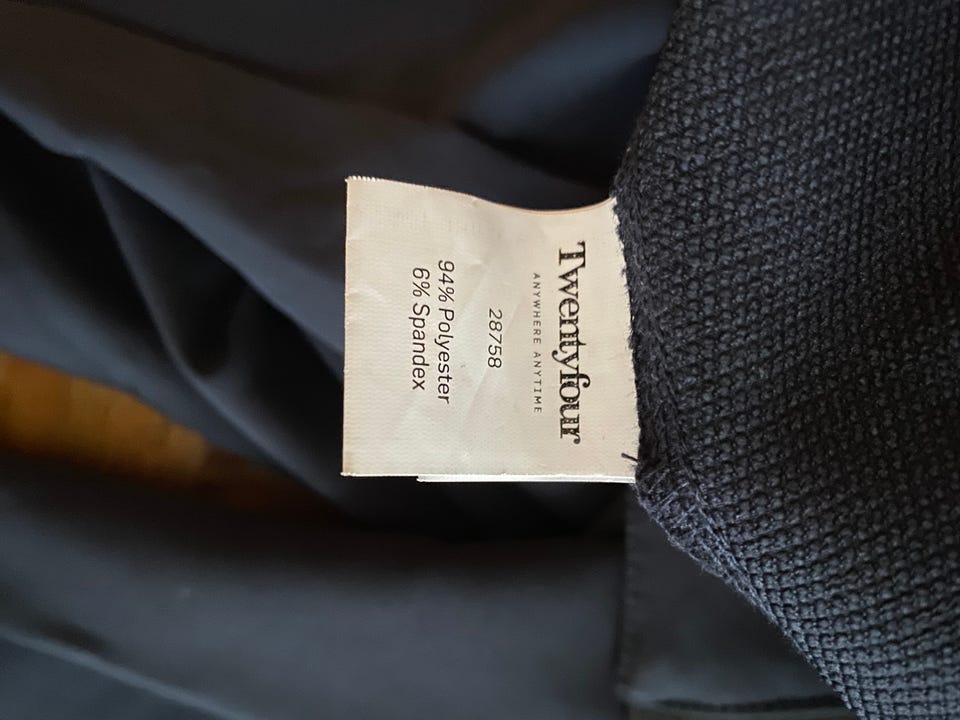 Twentyfour
ANYWHERE ANYTIME
28758
94% Polyester
6% Spandex